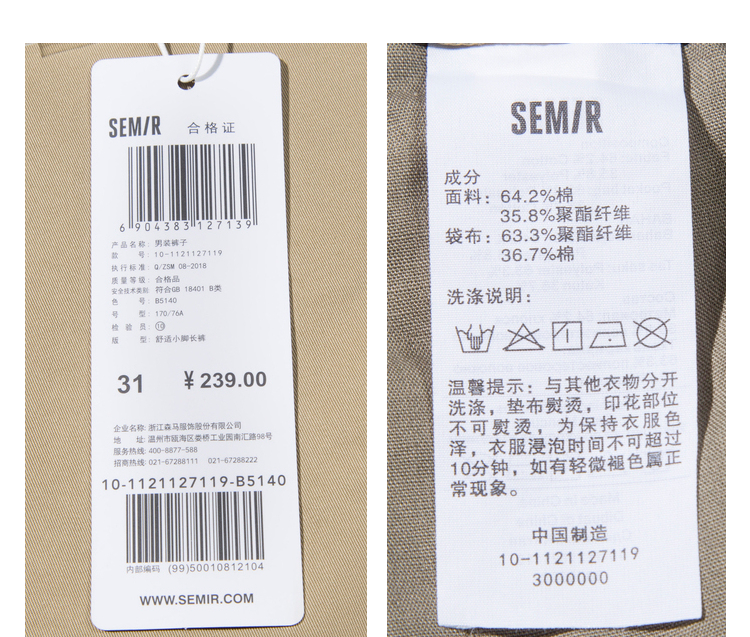 SEMIR 合格证
6 904383 127139
产品名称: 男装裤子
款 号: 10-1121127119
执行标准: Q/ZSM 08-2018
质量等级: 合格品
安全技术类别: 符合GB 18401 B类
色 号: B5140
号 型: 170/76A
检 验 员: 10
版 型: 舒适小脚长裤
31 ¥ 239.00
企业名称: 浙江森马服饰股份有限公司
地 址: 温州市瓯海区娄桥工业园南汇路98号
服务热线: 400-8877-588
招商热线: 021-67288111 021-67288222
10-1121127119-B5140
内部编码 (99)50010812104
WWW.SEMIR.COM
SEMIR
成分
面料: 64.2%棉
35.8%聚酯纤维
袋布: 63.3%聚酯纤维
36.7%棉
洗涤说明:
温馨提示: 与其他衣物分开
洗涤, 垫布熨烫, 印花部位
不可熨烫, 为保持衣服色
泽, 衣服浸泡时间不可超过
10分钟, 如有轻微褪色属正
常现象。
中国制造
10-1121127119
3000000